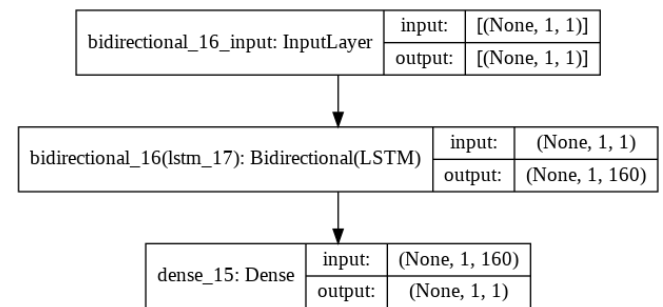 bidirectional_16_input: InputLayer
input: [(None, 1, 1)]
output: [(None, 1, 1)]
bidirectional_16(lstm_17): Bidirectional(LSTM)
input: (None, 1, 1)
output: (None, 1, 160)
dense_15: Dense
input: (None, 1, 160)
output: (None, 1, 1)